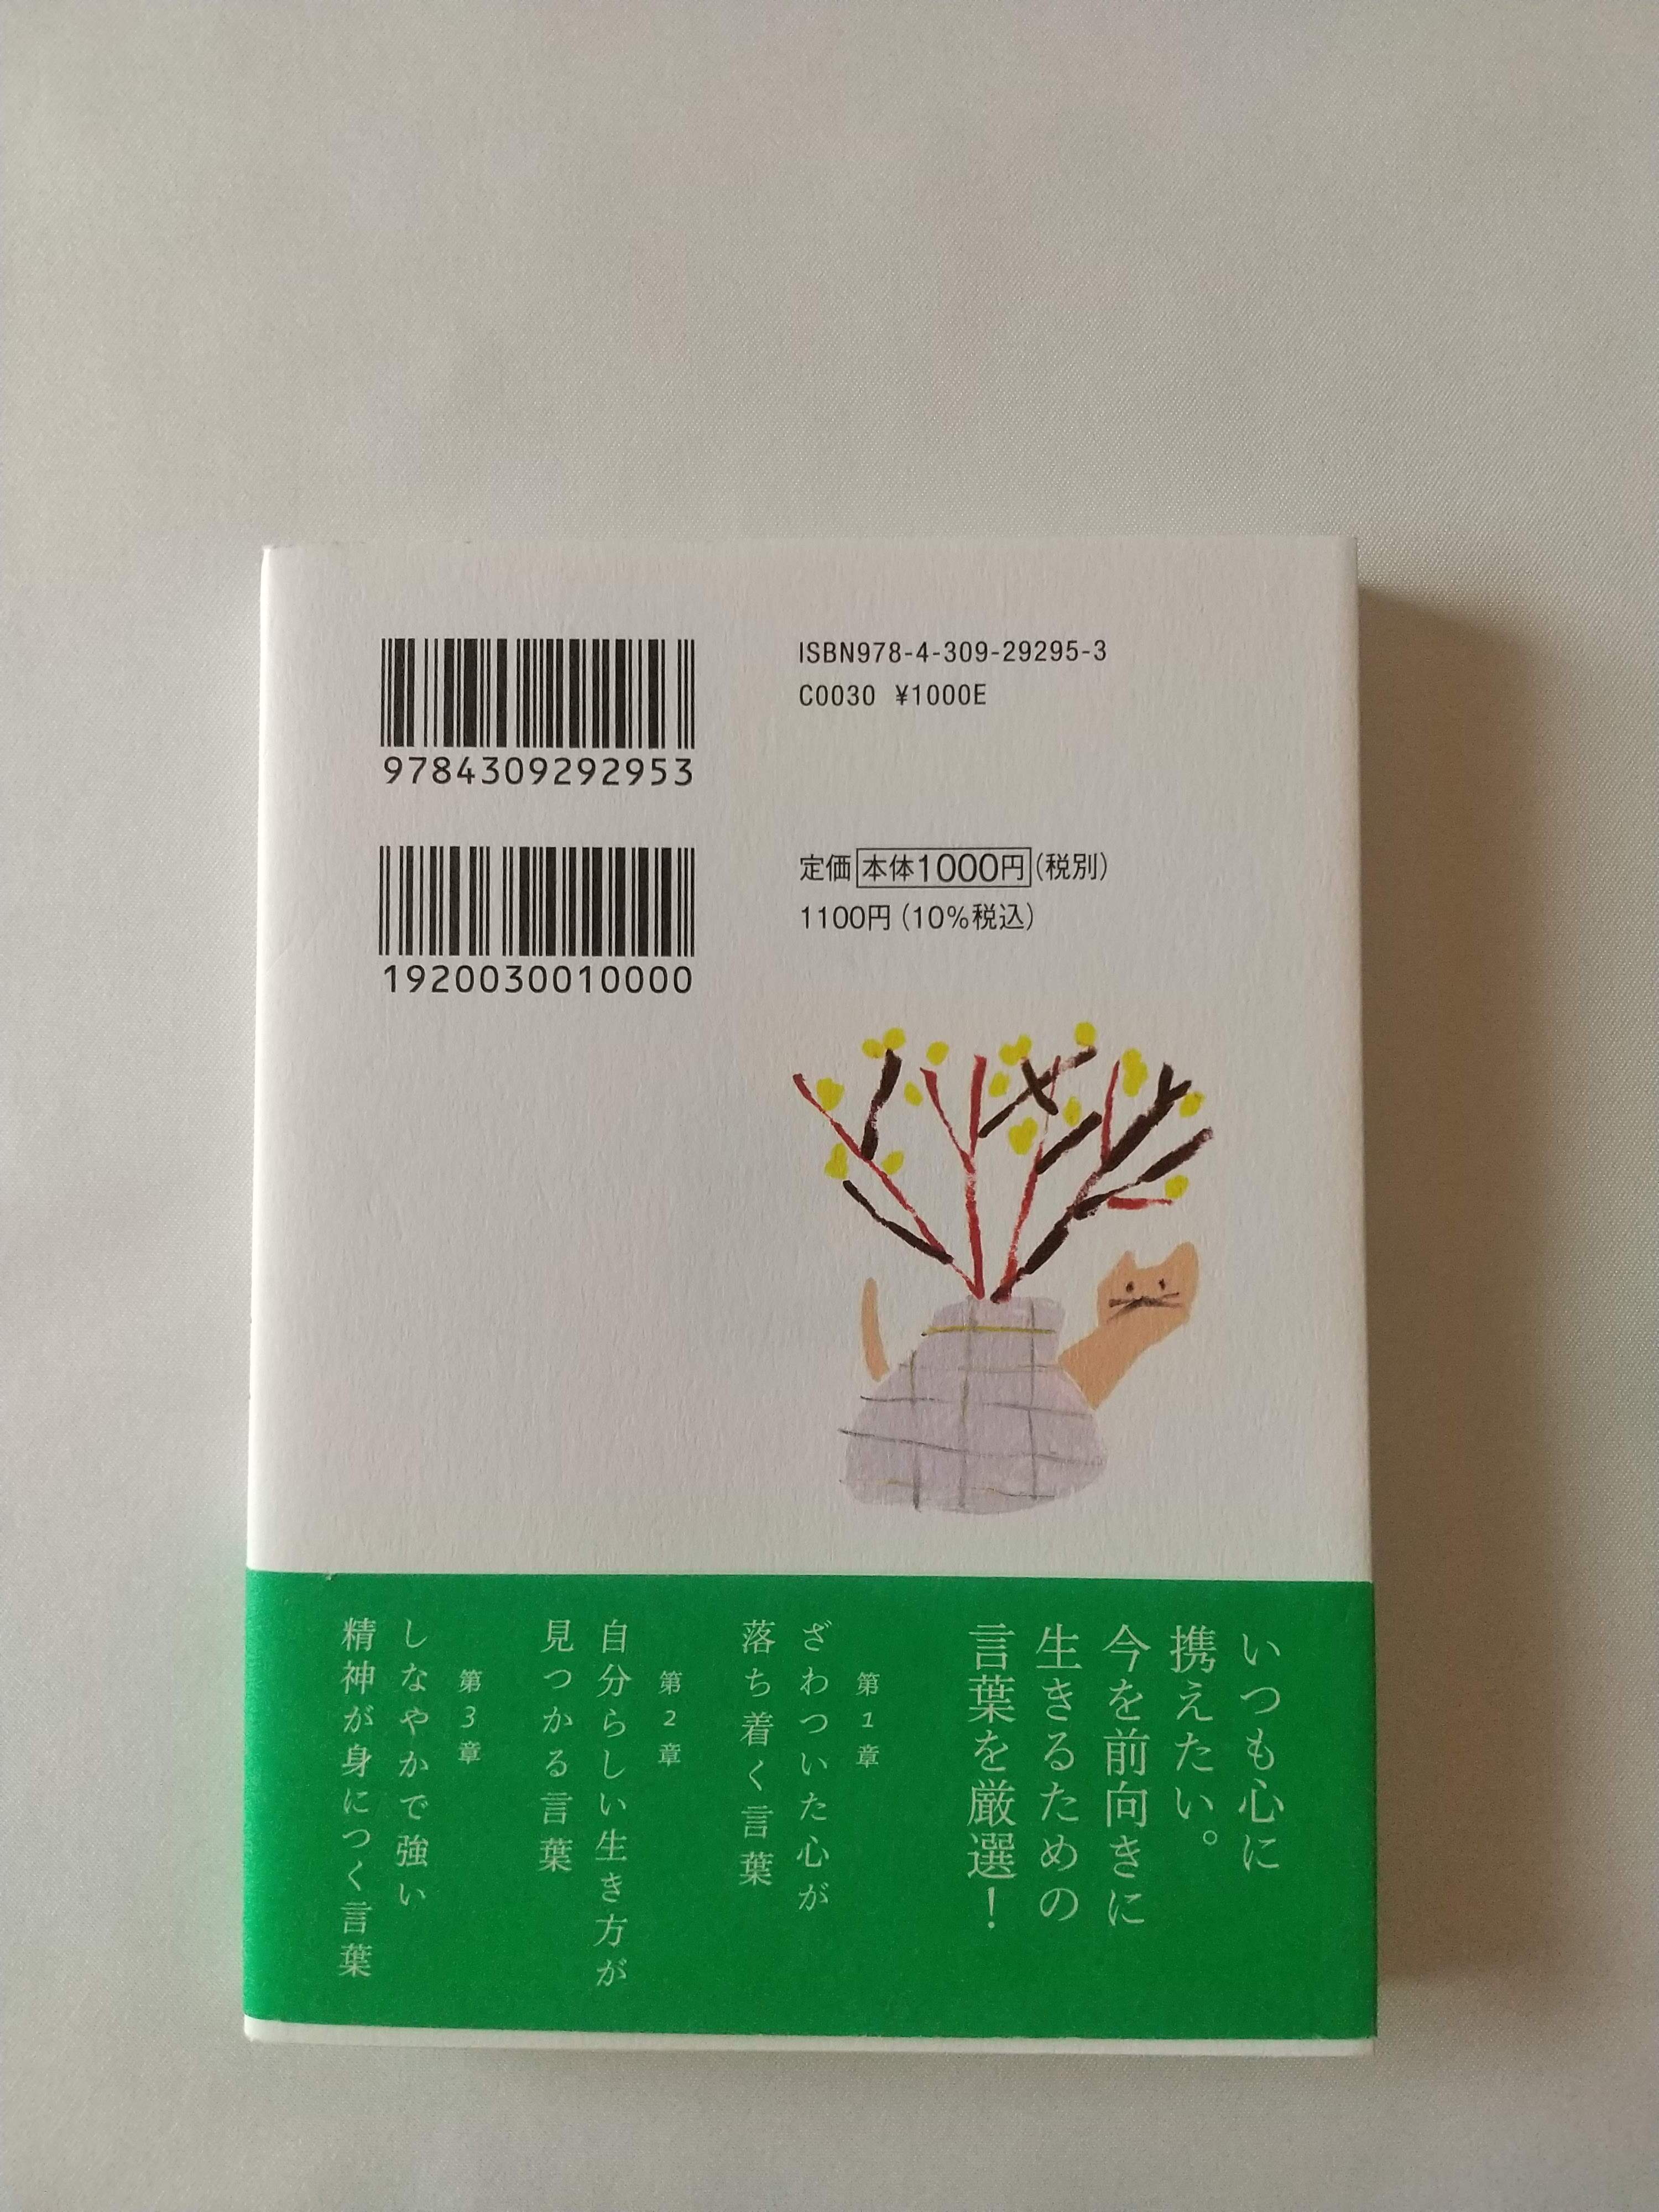 9784309292953
1920030010000
ISBN978-4-309-29295-3
C0030 ¥1000E
定価 本体1000円(税別)
1100円(10%税込)
いつも心に
携えたい。
今を前向きに
生きるための
言葉を厳選!
第1章
ざわついた心が
落ち着く言葉
第2章
自分らしい生き方が
見つかる言葉
第3章
しなやかで強い
精神が身につく言葉